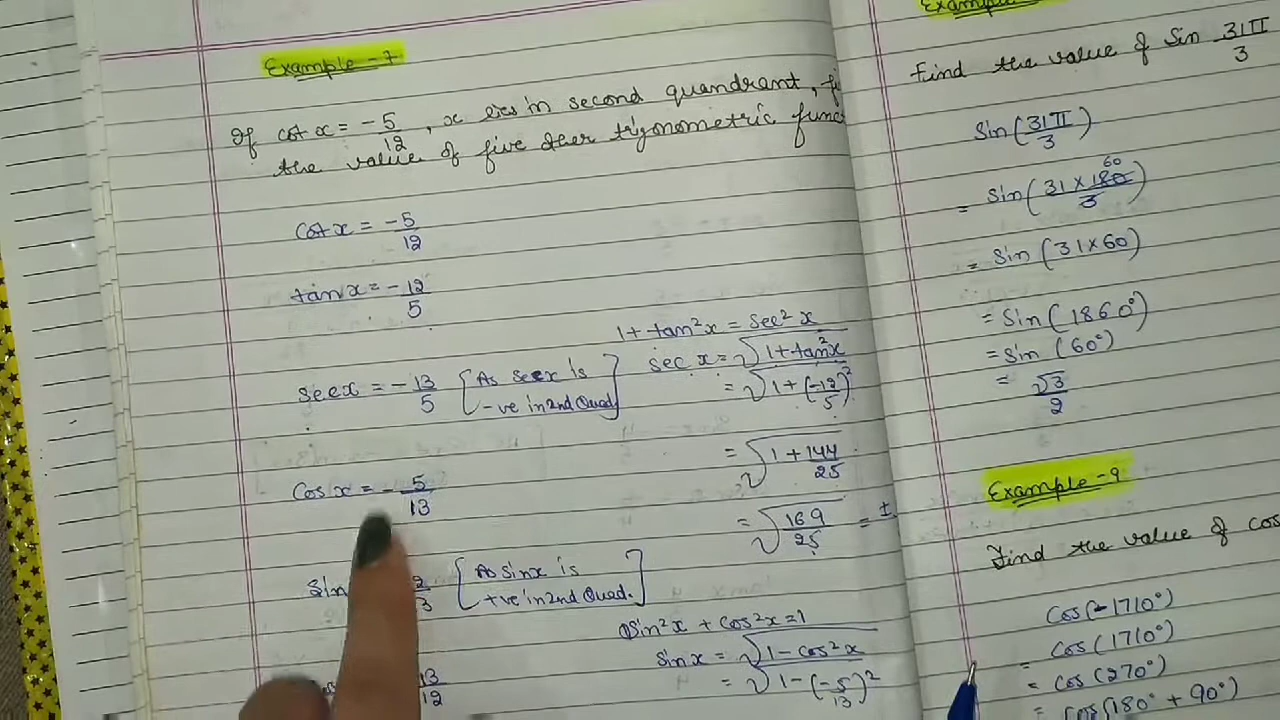 Example - 7
If cot x = -5/12, x lies in second quandrant,
the value of five other trigonometric
cot x = -5/12
tan x = -12/5
1 + tan²x = sec²x
sec x = √1+tan²x
= √1+(-12/5)²
sec x = -13/5 [As sec x is
-ve in 2nd Quad]
= √1+144/25
cos x = -5/13
= √169/25 = ±
[As sin x is
+ve in 2nd Quad.]
sin²x + cos²x = 1
sin x = √1-cos²x
= √1-(-5/13)²
13/12
Find the value of Sin 31π/3
Sin(31π/3)
= Sin(31×180/3) 60
= Sin (31×60)
= Sin (1860°)
= Sin (60°)
= √3/2
Example - 9
Find the value of cos
Cos(-1710°)
= Cos (1710°)
= Cos (270°)
= Cos (180° + 90°)